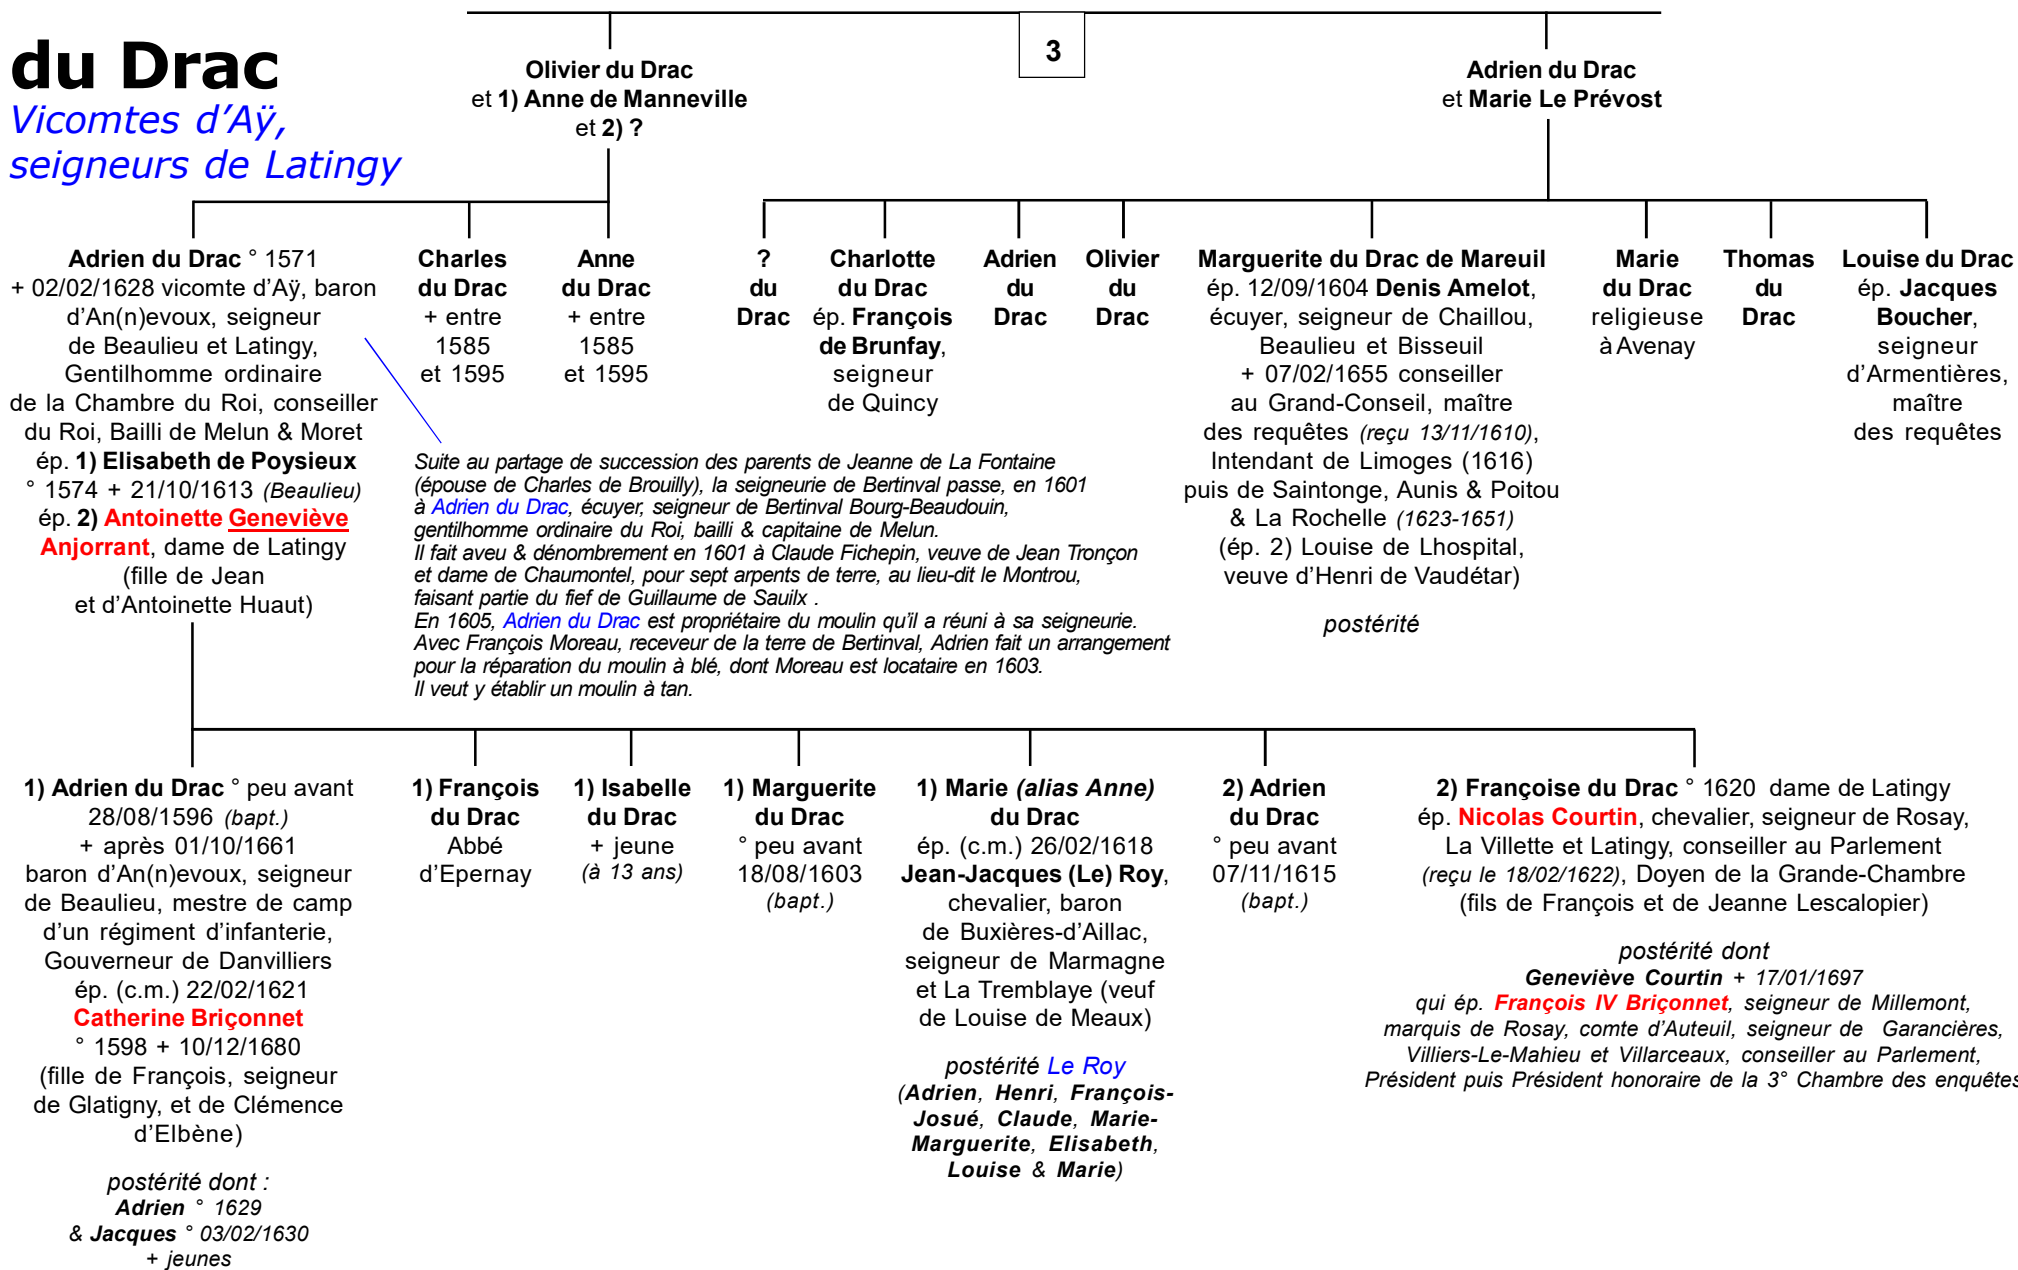 du Drac
Vicomtes d'Aÿ,
seigneurs de Latingy
3
Olivier du Drac
et 1) Anne de Manneville
et 2) ?
Adrien du Drac
et Marie Le Prévost
Adrien du Drac ° 1571
+ 02/02/1628 vicomte d'Aÿ, baron
d'An(n)evoux, seigneur
de Beaulieu et Latingy,
Gentilhomme ordinaire
de la Chambre du Roi, conseiller
du Roi, Bailli de Melun & Moret
ép. 1) Elisabeth de Poysieux
° 1574 + 21/10/1613 (Beaulieu)
ép. 2) Antoinette Geneviève
Anjorrant, dame de Latingy
(fille de Jean
et d'Antoinette Huaut)
Charles
du Drac
+ entre
1585
et 1595
Anne
du Drac
+ entre
1585
et 1595
?
du
Drac
Charlotte
du Drac
ép. François
de Brunfay,
seigneur
de Quincy
Adrien
du
Drac
Olivier
du
Drac
Marguerite du Drac de Mareuil
ép. 12/09/1604 Denis Amelot,
écuyer, seigneur de Chaillou,
Beaulieu et Bisseuil
+ 07/02/1655 conseiller
au Grand-Conseil, maître
des requêtes (reçu 13/11/1610),
Intendant de Limoges (1616)
puis de Saintonge, Aunis & Poitou
& La Rochelle (1623-1651)
(ép. 2) Louise de Lhospital,
veuve d'Henri de Vaudétar)
postérité
Marie
du Drac
religieuse
à Avenay
Thomas
du
Drac
Louise du Drac
ép. Jacques
Boucher,
seigneur
d'Armentières,
maître
des requêtes
Suite au partage de succession des parents de Jeanne de La Fontaine
(épouse de Charles de Brouilly), la seigneurie de Bertinval passe, en 1601
à Adrien du Drac, écuyer, seigneur de Bertinval Bourg-Beaudouin,
gentilhomme ordinaire du Roi, bailli & capitaine de Melun.
Il fait aveu & dénombrement en 1601 à Claude Fichepin, veuve de Jean Tronçon
et dame de Chaumontel, pour sept arpents de terre, au lieu-dit le Montrou,
faisant partie du fief de Guillaume de Sauilx .
En 1605, Adrien du Drac est propriétaire du moulin qu'il a réuni à sa seigneurie.
Avec François Moreau, receveur de la terre de Bertinval, Adrien fait un arrangement
pour la réparation du moulin à blé, dont Moreau est locataire en 1603.
Il veut y établir un moulin à tan.
1) Adrien du Drac ° peu avant
28/08/1596 (bapt.)
+ après 01/10/1661
baron d'An(n)evoux, seigneur
de Beaulieu, mestre de camp
d'un régiment d'infanterie,
Gouverneur de Danvilliers
ép. (c.m.) 22/02/1621
Catherine Briçonnet
° 1598 + 10/12/1680
(fille de François, seigneur
de Glatigny, et de Clémence
d'Elbène)
postérité dont :
Adrien ° 1629
& Jacques ° 03/02/1630
+ jeunes
1) François
du Drac
Abbé
d'Epernay
1) Isabelle
du Drac
+ jeune
(à 13 ans)
1) Marguerite
du Drac
° peu avant
18/08/1603
(bapt.)
1) Marie (alias Anne)
du Drac
ép. (c.m.) 26/02/1618
Jean-Jacques (Le) Roy,
chevalier, baron
de Buxières-d'Aillac,
seigneur de Marmagne
et La Tremblaye (veuf
de Louise de Meaux)
postérité Le Roy
(Adrien, Henri, François-
Josué, Claude, Marie-
Marguerite, Elisabeth,
Louise & Marie)
2) Adrien
du Drac
° peu avant
07/11/1615
(bapt.)
2) Françoise du Drac ° 1620 dame de Latingy
ép. Nicolas Courtin, chevalier, seigneur de Rosay,
La Villette et Latingy, conseiller au Parlement
(reçu le 18/02/1622), Doyen de la Grande-Chambre
(fils de François et de Jeanne Lescalopier)
postérité dont
Geneviève Courtin + 17/01/1697
qui ép. François IV Briçonnet, seigneur de Millemont,
marquis de Rosay, comte d'Auteuil, seigneur de Garancières,
Villiers-Le-Mahieu et Villarceaux, conseiller au Parlement,
Président puis Président honoraire de la 3° Chambre des enquêtes